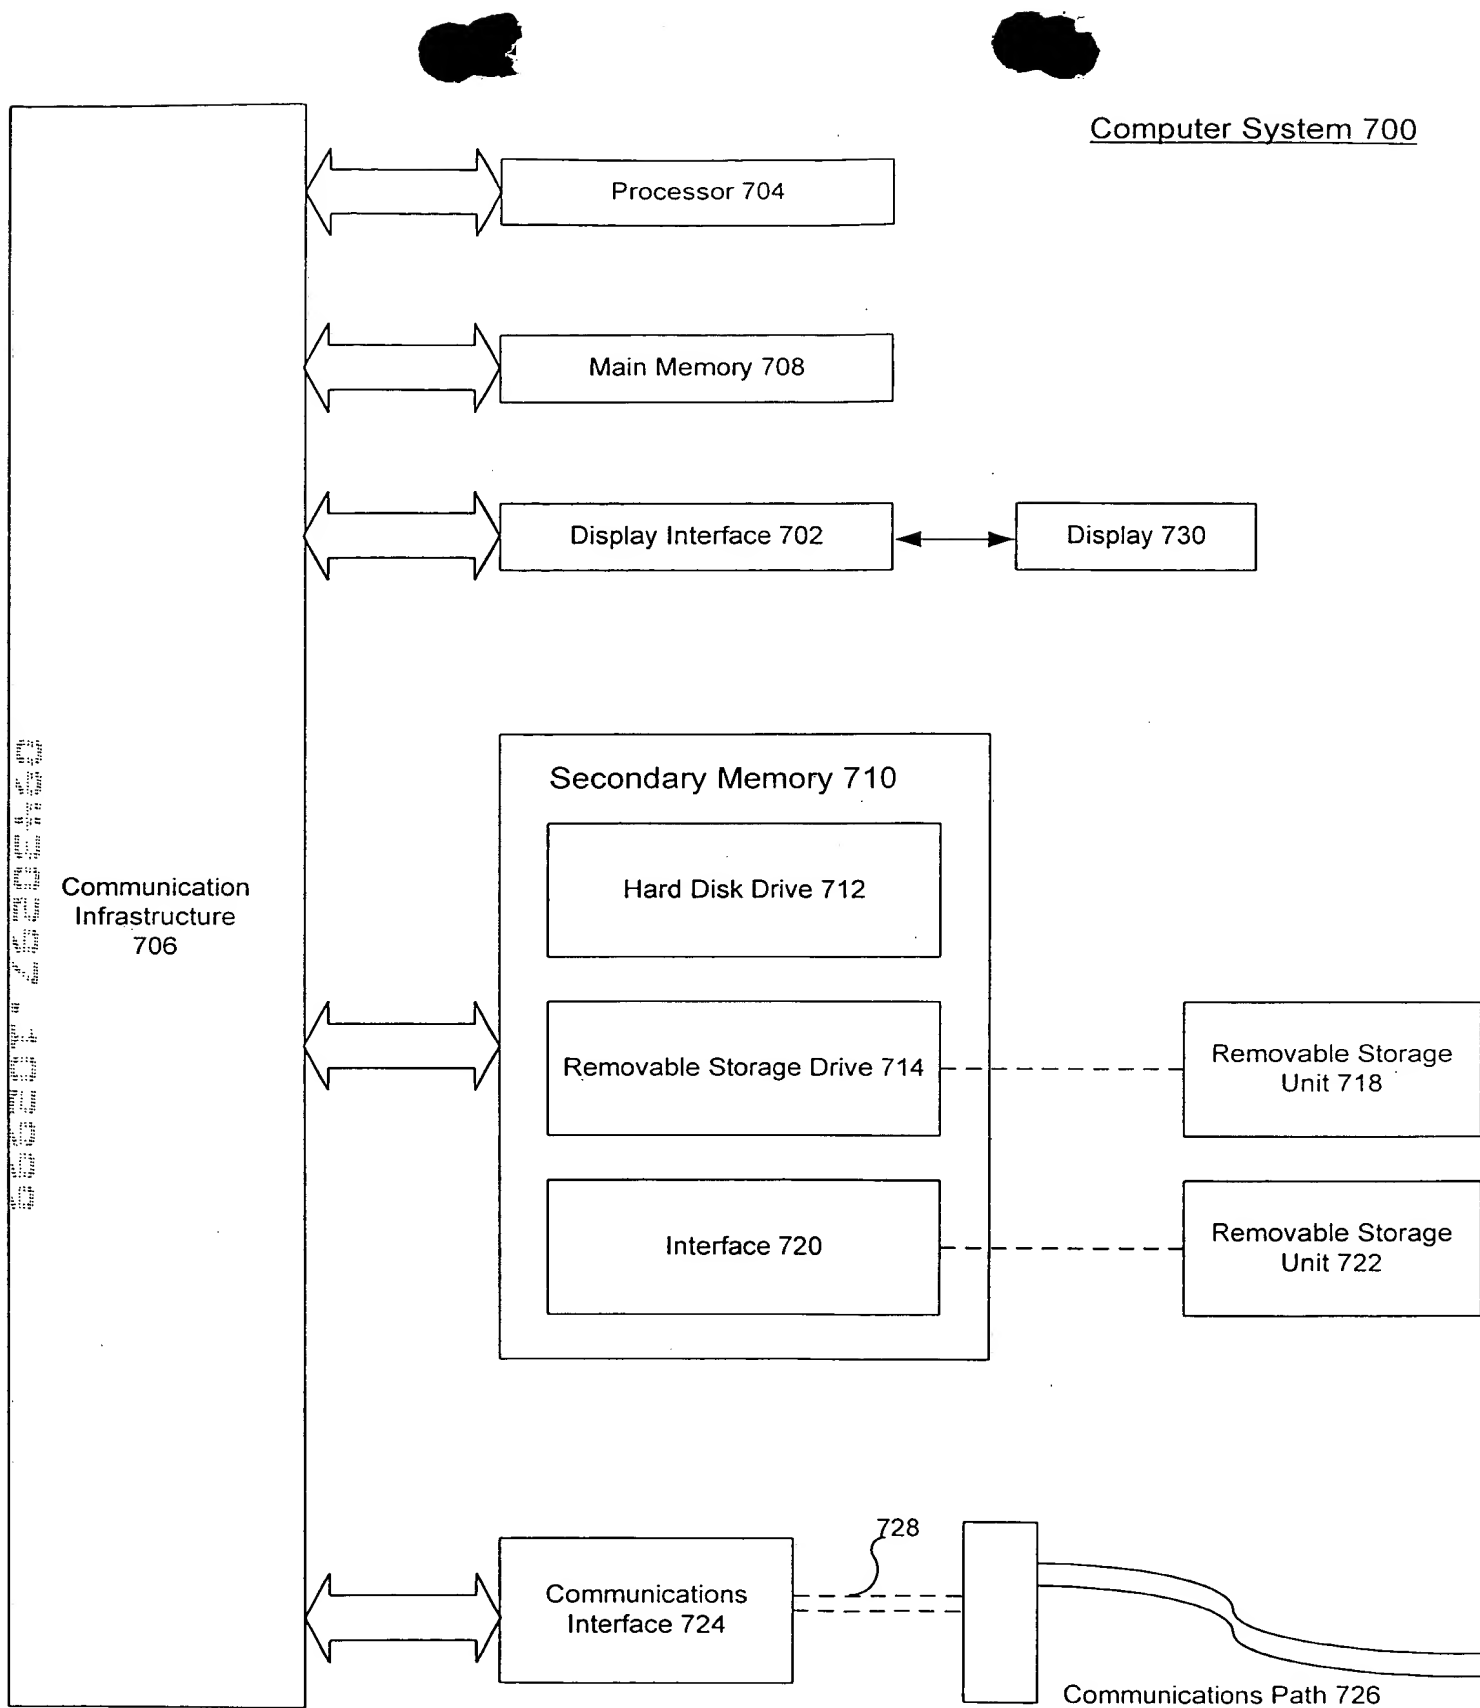 Computer System 700
Processor 704
Main Memory 708
Display Interface 702
Display 730
Secondary Memory 710
Hard Disk Drive 712
Communication
Infrastructure
706
Removable Storage Drive 714
Removable Storage
Unit 718
Interface 720
Removable Storage
Unit 722
728
Communications
Interface 724
Communications Path 726